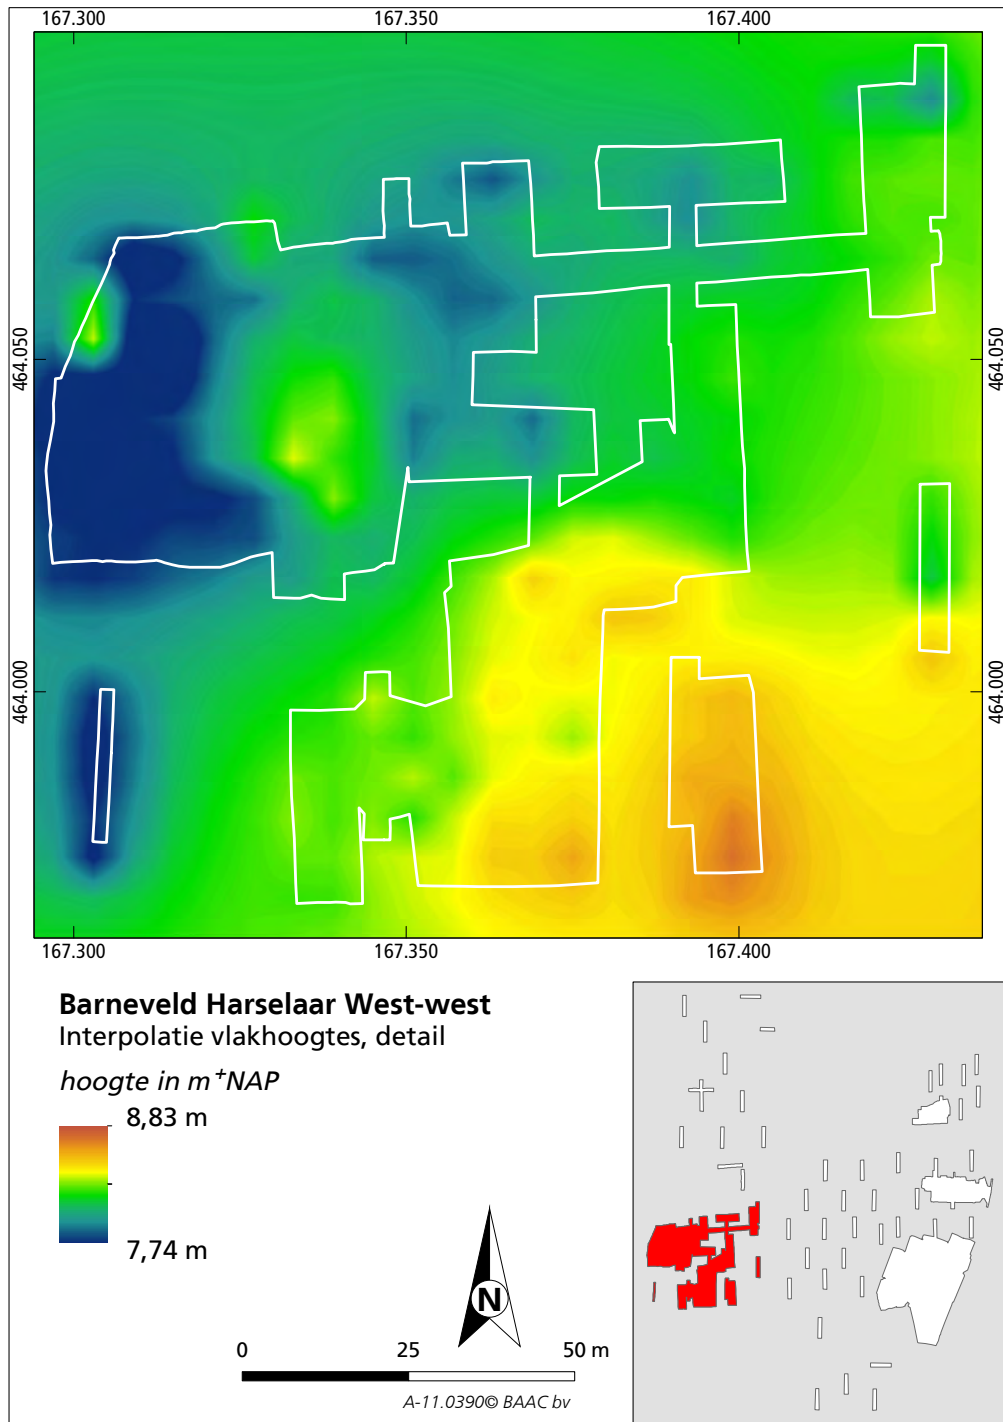 167.300 167.350 167.400
464.050 464.050
464.000 464.000
167.300 167.350 167.400
Barneveld Harselaar West-west
Interpolatie vlakhoogtes, detail
hoogte in m⁺NAP
8,83 m
7,74 m
N
0 25 50 m
A-11.0390© BAAC bv